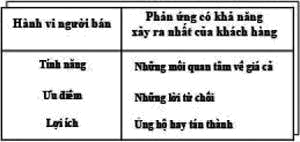 Hành vi người bán
Phản ứng có khả năng
xảy ra nhất của khách hàng
Tính năng
Những mối quan tâm về giá cả
Ưu điểm
Những lời từ chối
Lợi ích
Ủng hộ hay tán thành